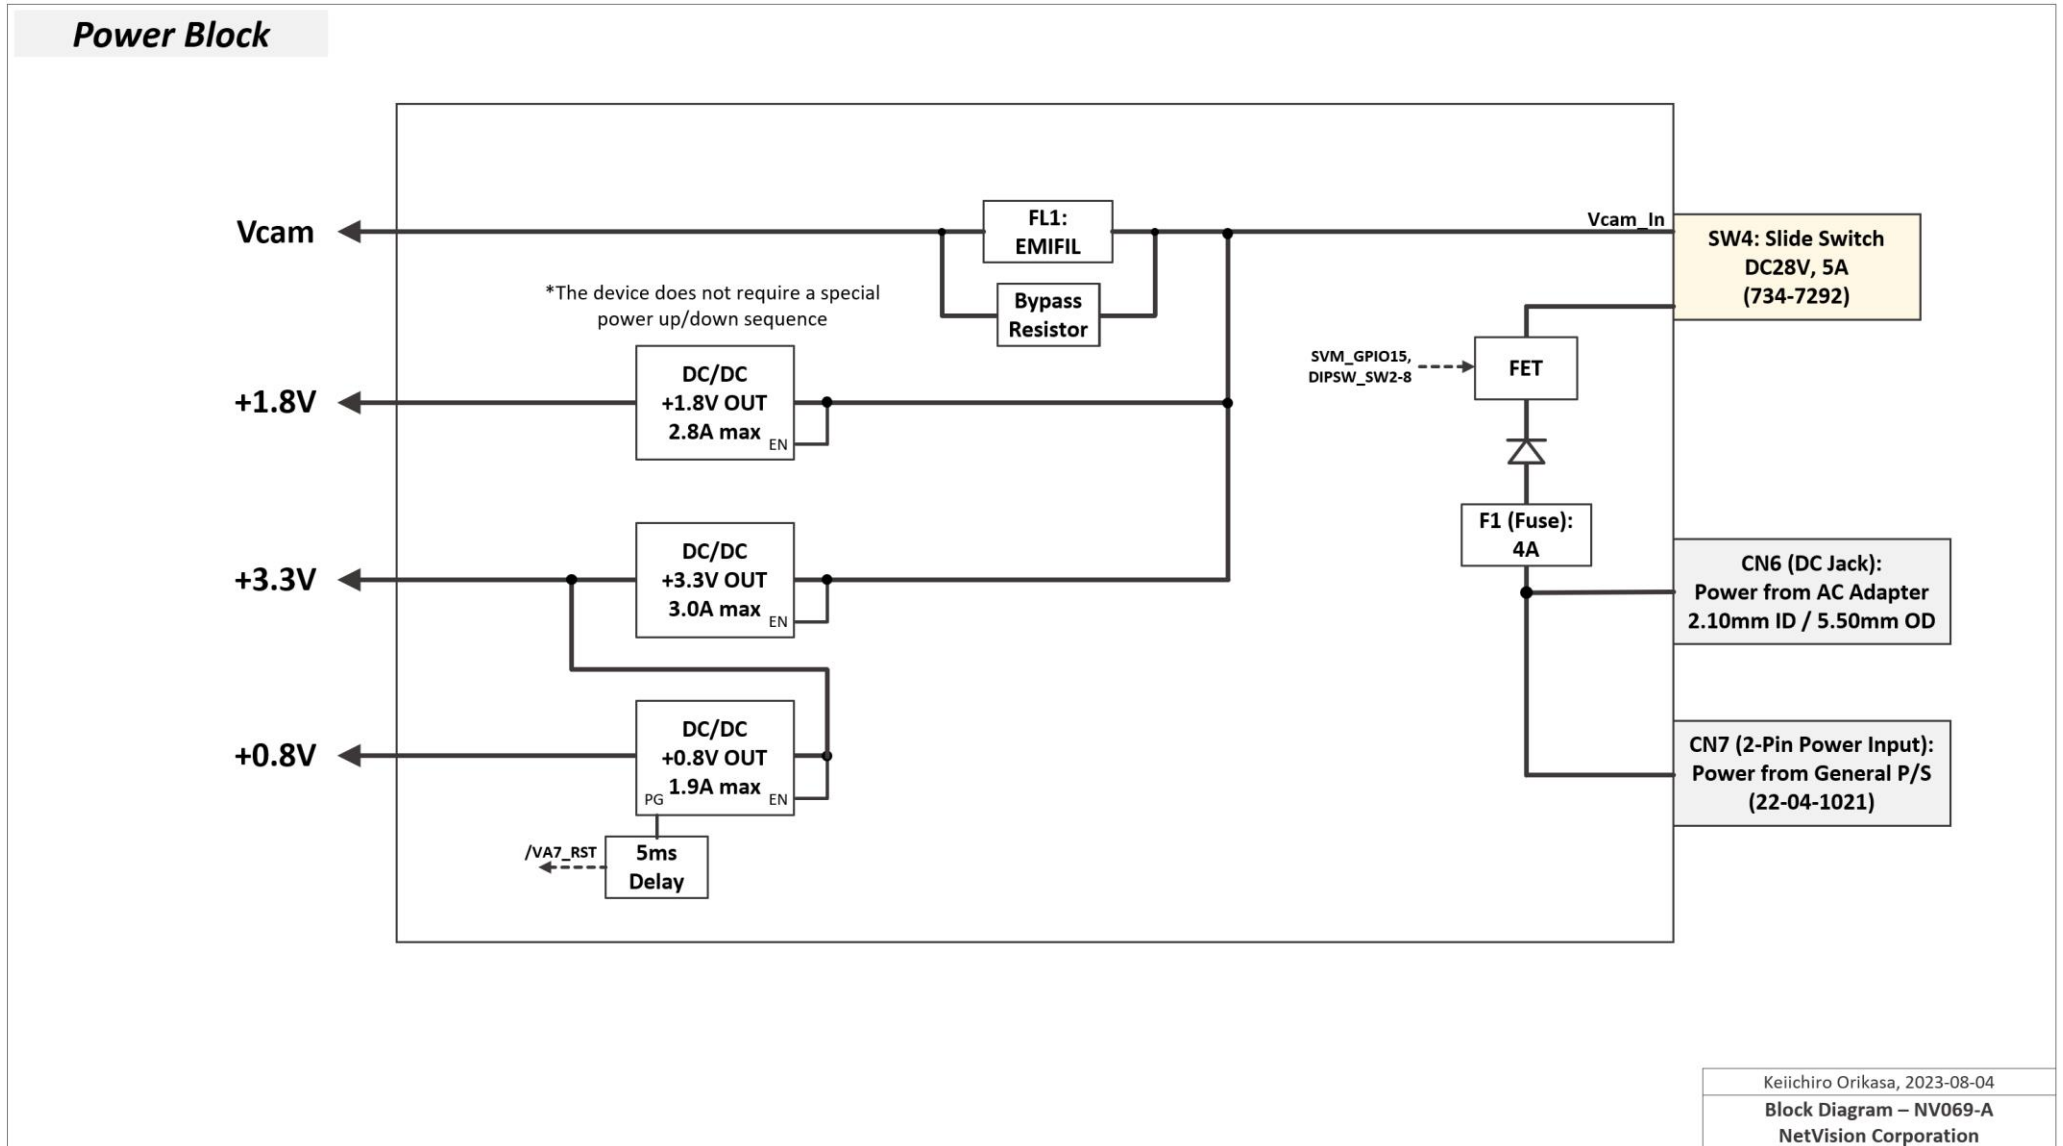 Power Block
Vcam
FL1:
EMIFIL
Vcam_In
SW4: Slide Switch
DC28V, 5A
(734-7292)
Bypass
Resistor
*The device does not require a special
power up/down sequence
SVM_GPIO15,
DIPSW_SW2-8
FET
+1.8V
DC/DC
+1.8V OUT
2.8A max
EN
F1 (Fuse):
4A
+3.3V
DC/DC
+3.3V OUT
3.0A max
EN
CN6 (DC Jack):
Power from AC Adapter
2.10mm ID / 5.50mm OD
+0.8V
DC/DC
+0.8V OUT
1.9A max
PG
EN
CN7 (2-Pin Power Input):
Power from General P/S
(22-04-1021)
/VA7_RST
5ms
Delay
Keiichiro Orikasa, 2023-08-04
Block Diagram – NV069-A
NetVision Corporation